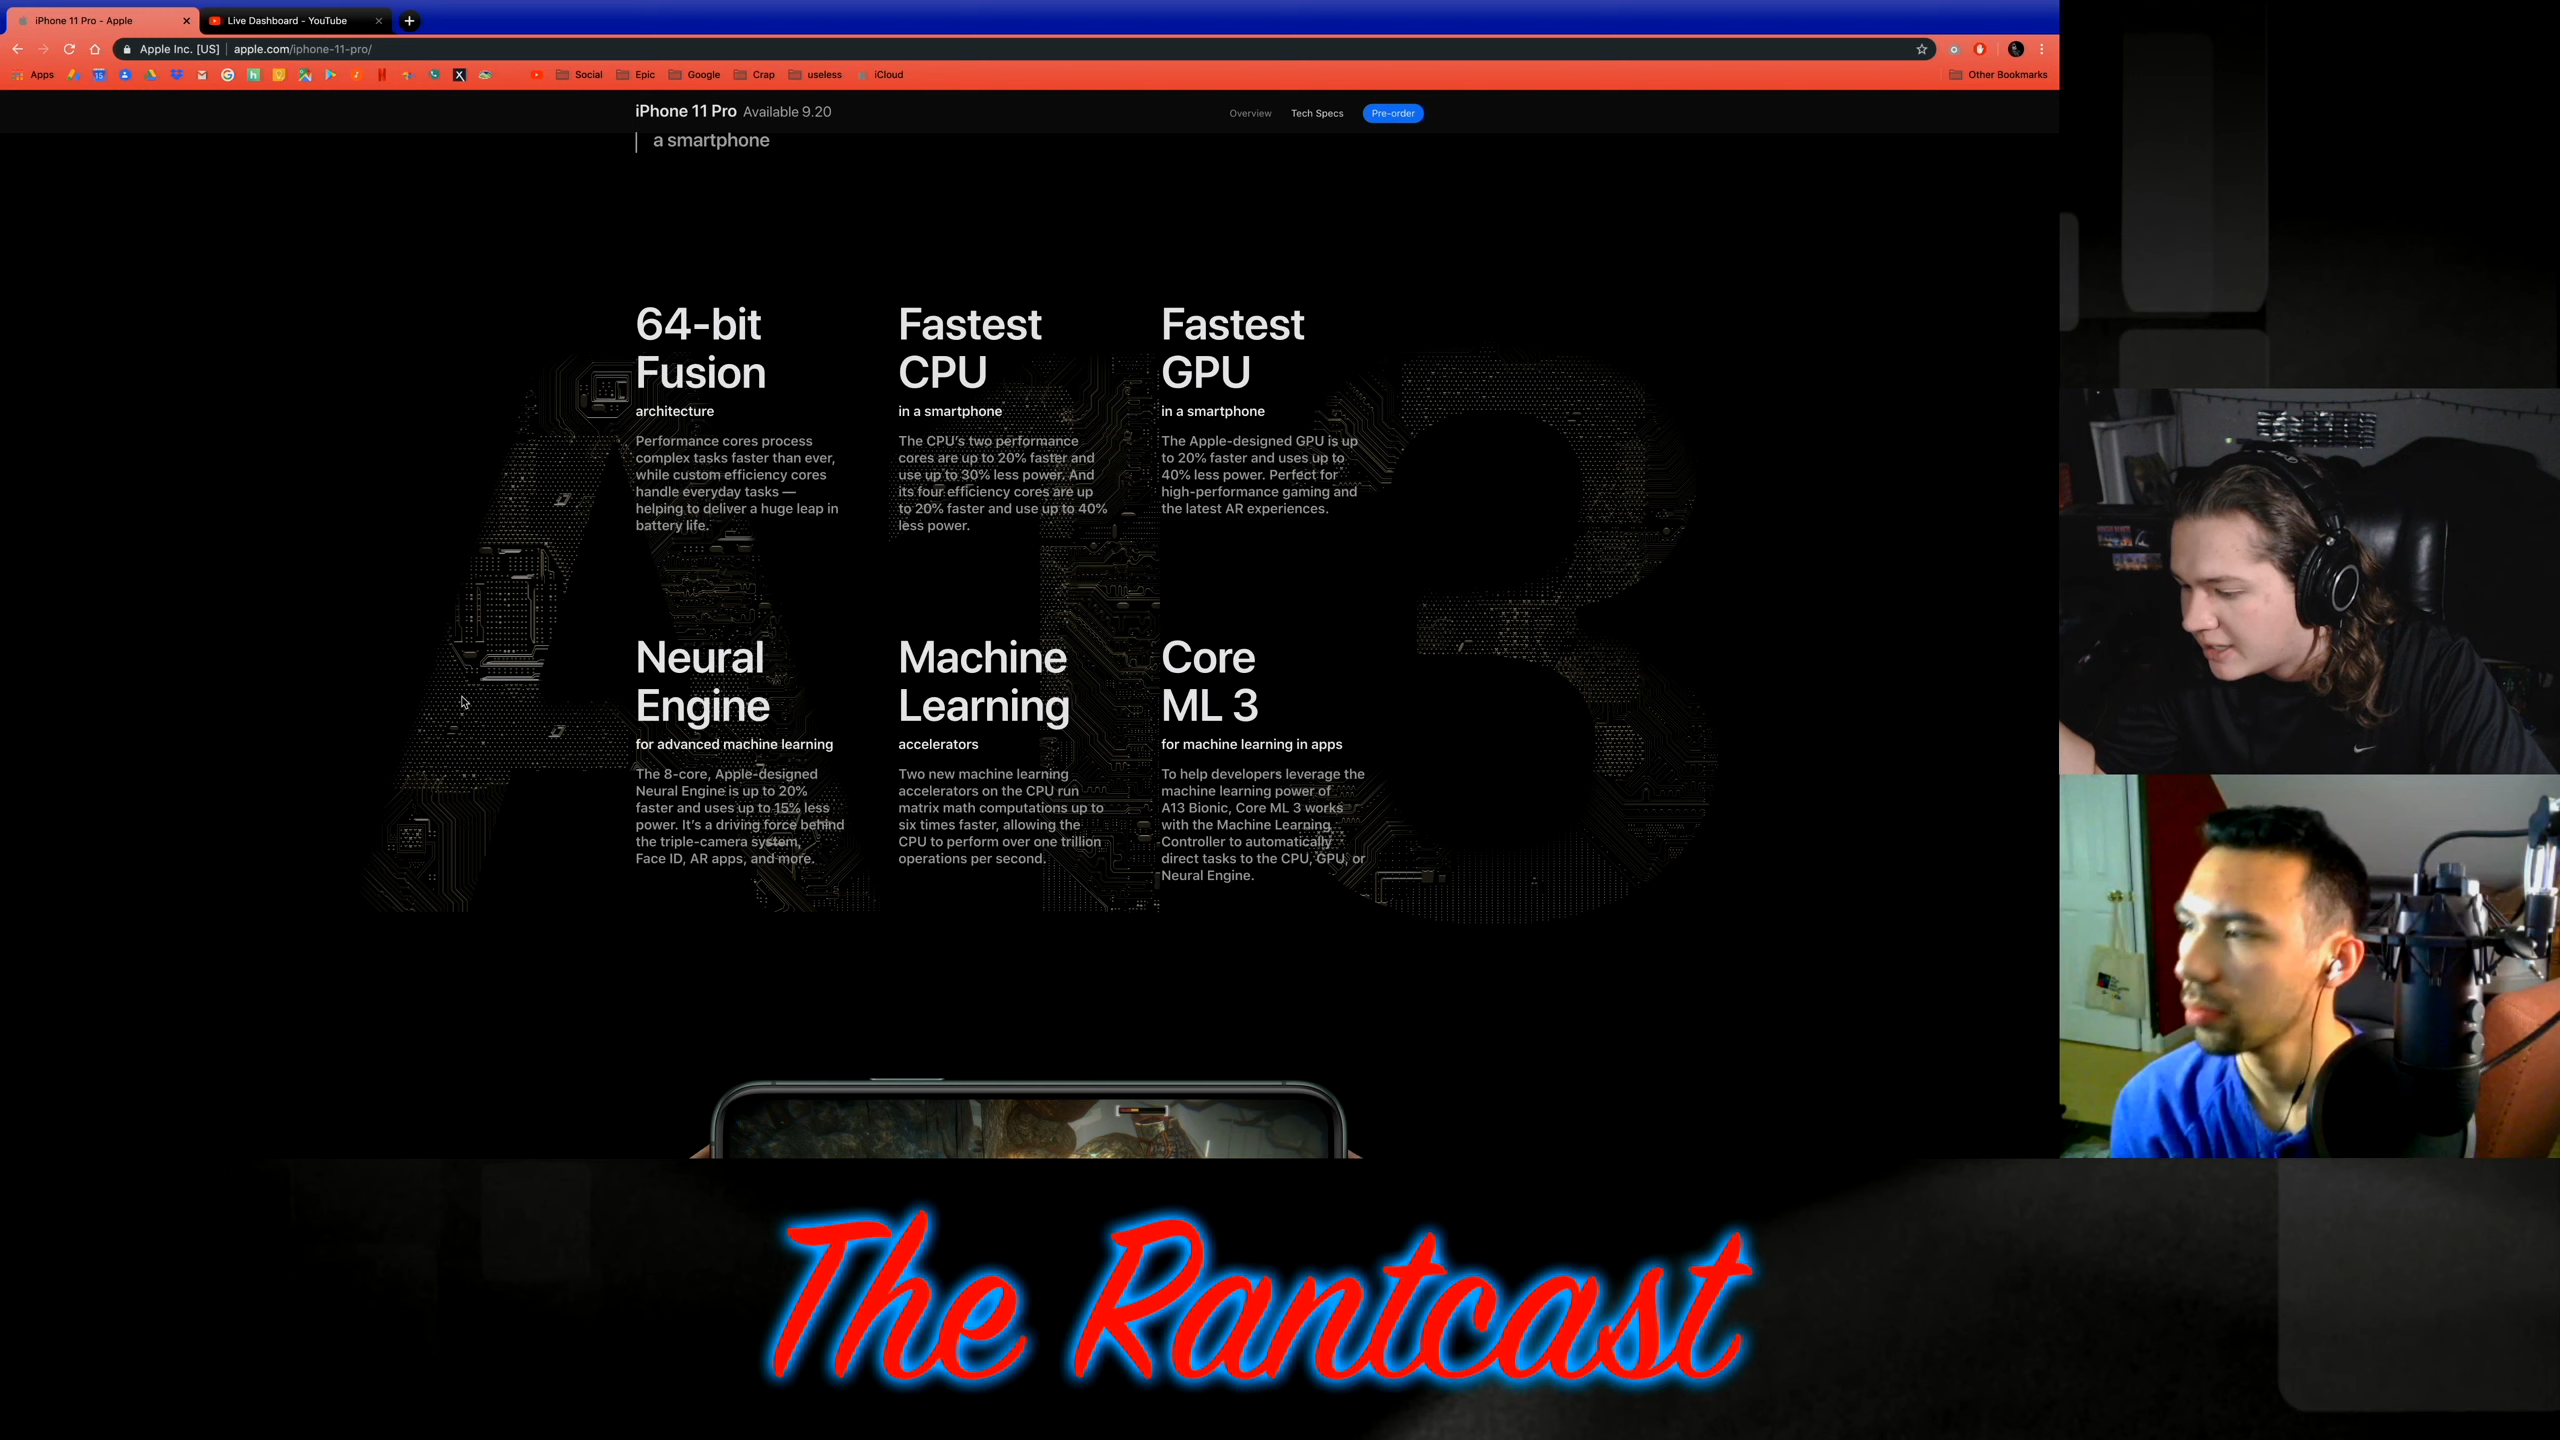 iPhone 11 Pro - Apple
Live Dashboard - YouTube
Apple Inc. [US] | apple.com/iphone-11-pro/
Apps
Social
Epic
Google
Crap
useless
iCloud
Other Bookmarks
iPhone 11 Pro Available 9.20
Overview
Tech Specs
Pre-order
a smartphone
64-bit
Fusion
architecture
Performance cores process
complex tasks faster than ever,
while custom efficiency cores
handle everyday tasks —
helping to deliver a huge leap in
battery life.
Fastest
CPU
in a smartphone
The CPU's two performance
cores are up to 20% faster and
use up to 30% less power. And
its four efficiency cores are up
to 20% faster and use up to 40%
less power.
Fastest
GPU
in a smartphone
The Apple-designed GPU is up
to 20% faster and uses up to
40% less power. Perfect for
high-performance gaming and
the latest AR experiences.
Neural
Engine
for advanced machine learning
The 8-core, Apple-designed
Neural Engine is up to 20%
faster and uses up to 15% less
power. It's a driving force behind
the triple-camera system,
Face ID, AR apps, and more.
Machine
Learning
accelerators
Two new machine learning
accelerators on the CPU run
matrix math computations up to
six times faster, allowing the
CPU to perform over one trillion
operations per second.
Core
ML 3
for machine learning in apps
To help developers leverage the
machine learning power of
A13 Bionic, Core ML 3 works
with the Machine Learning
Controller to automatically
direct tasks to the CPU, GPU, or
Neural Engine.
A13
The Rantcast